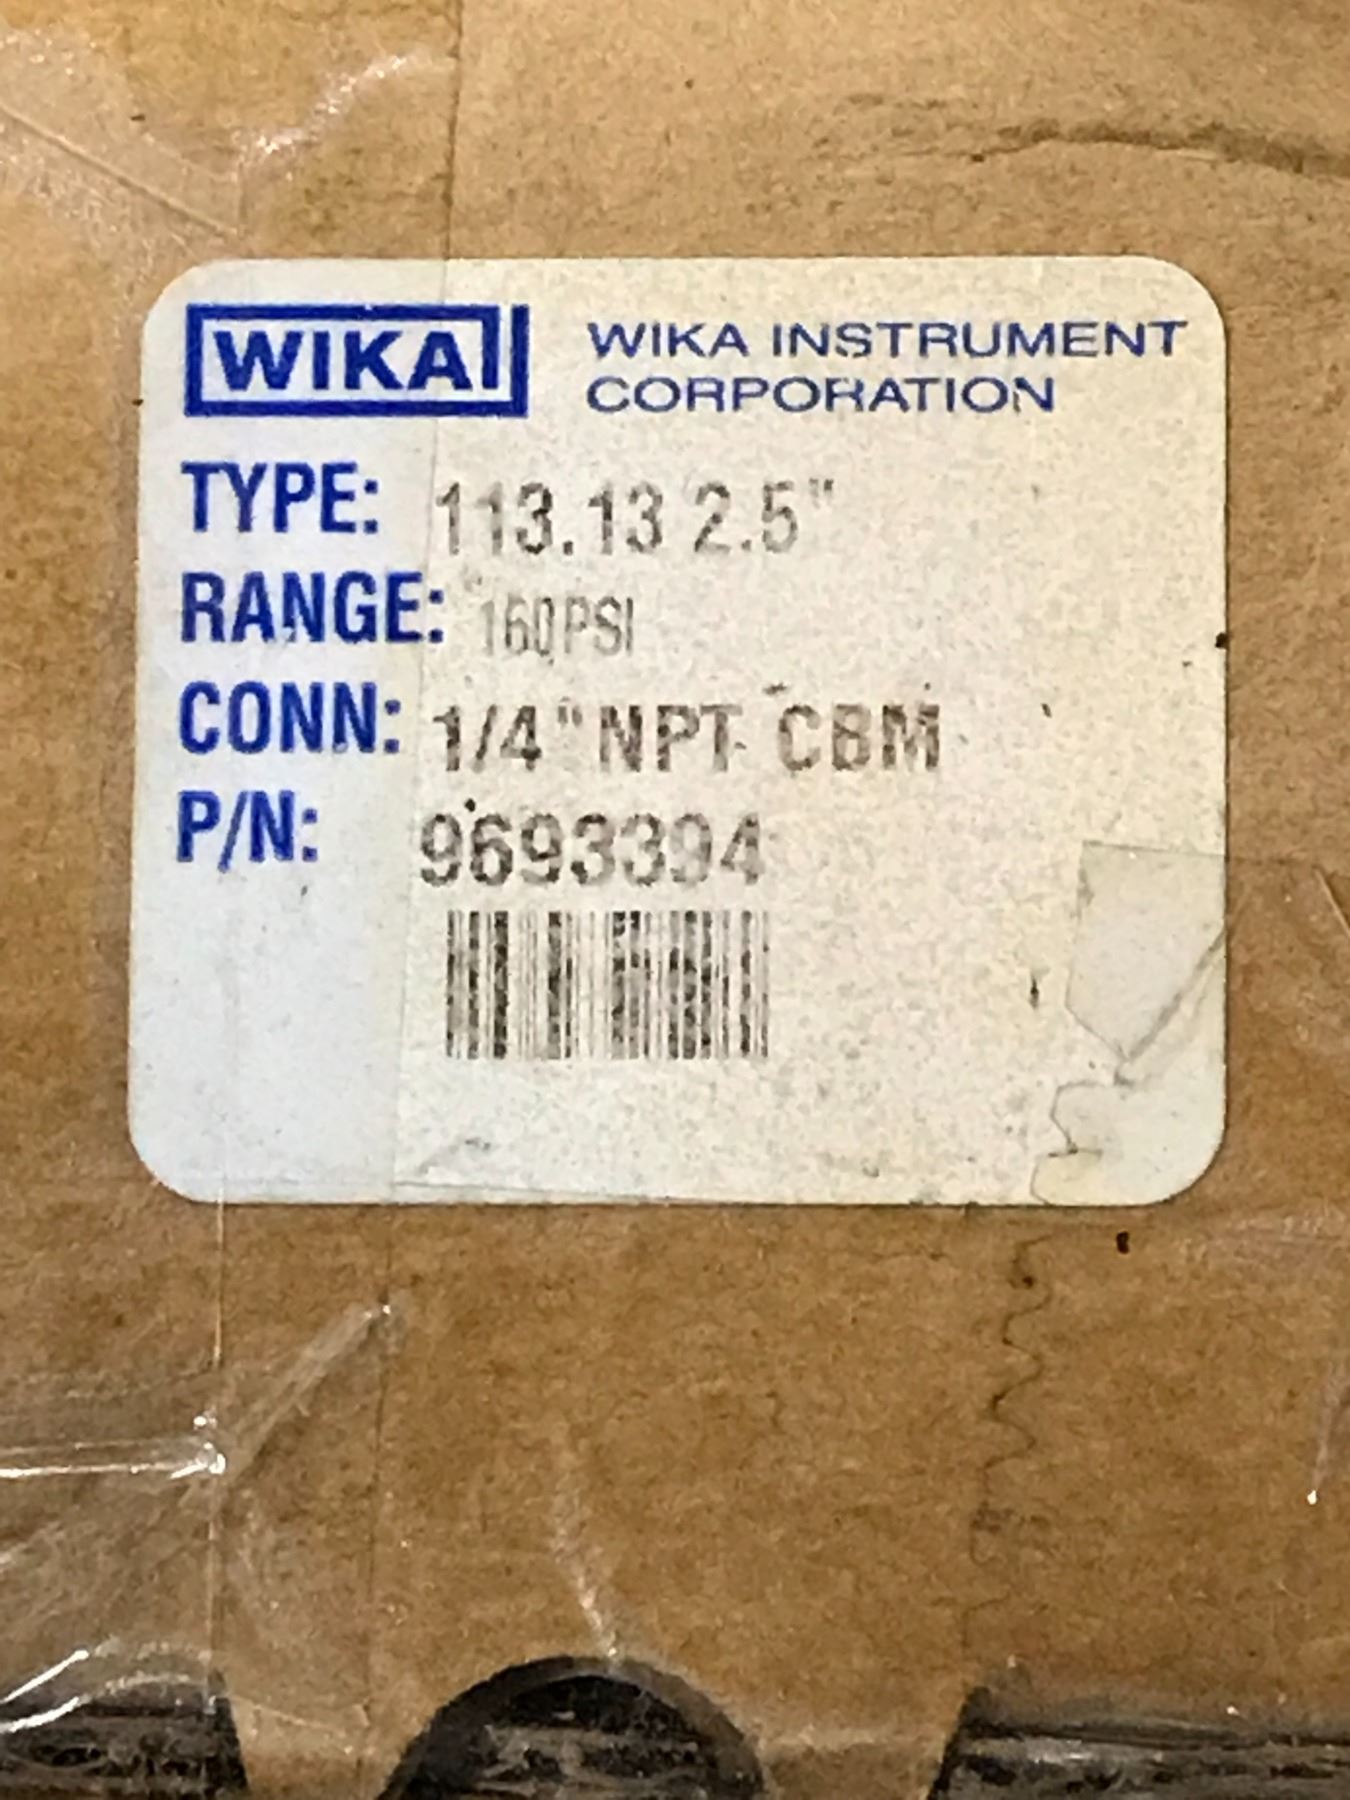 WIKA
WIKA INSTRUMENT
CORPORATION
TYPE: 113.13 2.5"
RANGE: 160PSI
CONN: 1/4"NPT CBM
P/N: 9693394